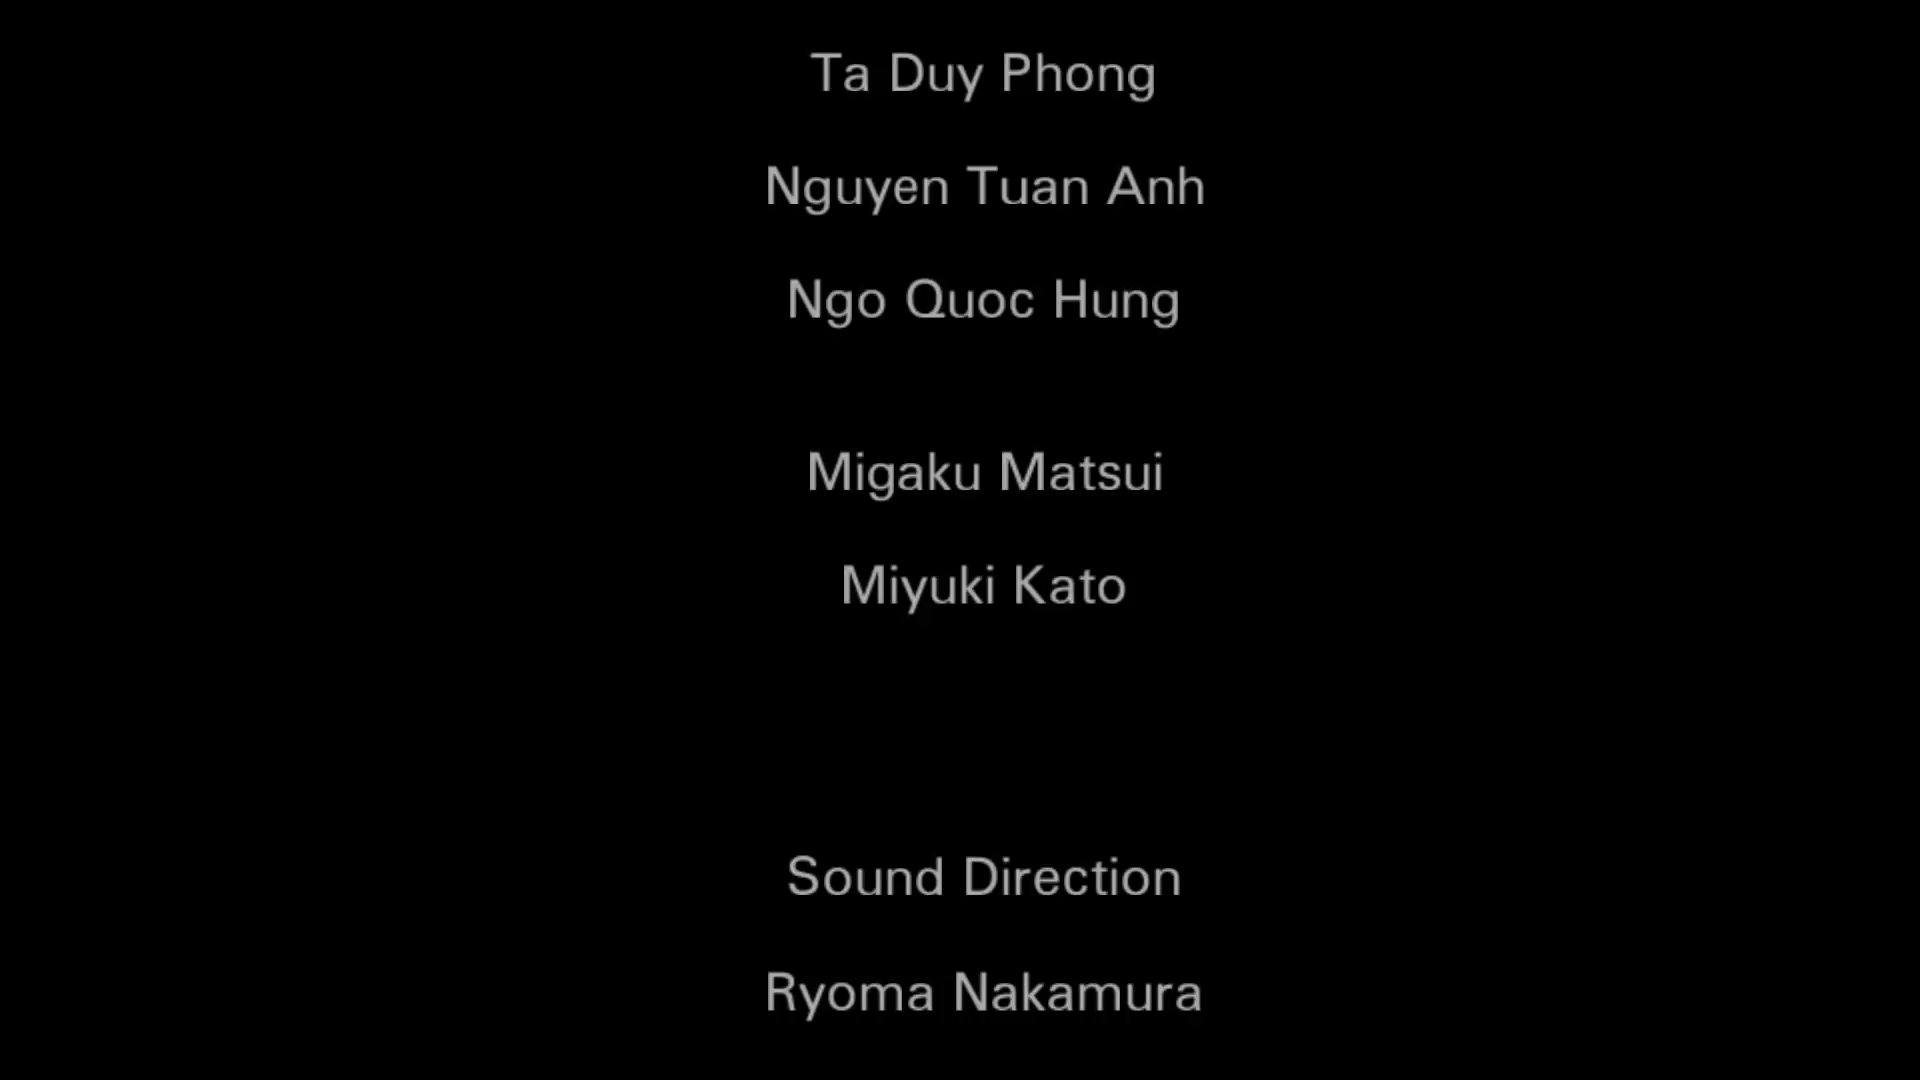 Ta Duy Phong
Nguyen Tuan Anh
Ngo Quoc Hung
Migaku Matsui
Miyuki Kato
Sound Direction
Ryoma Nakamura